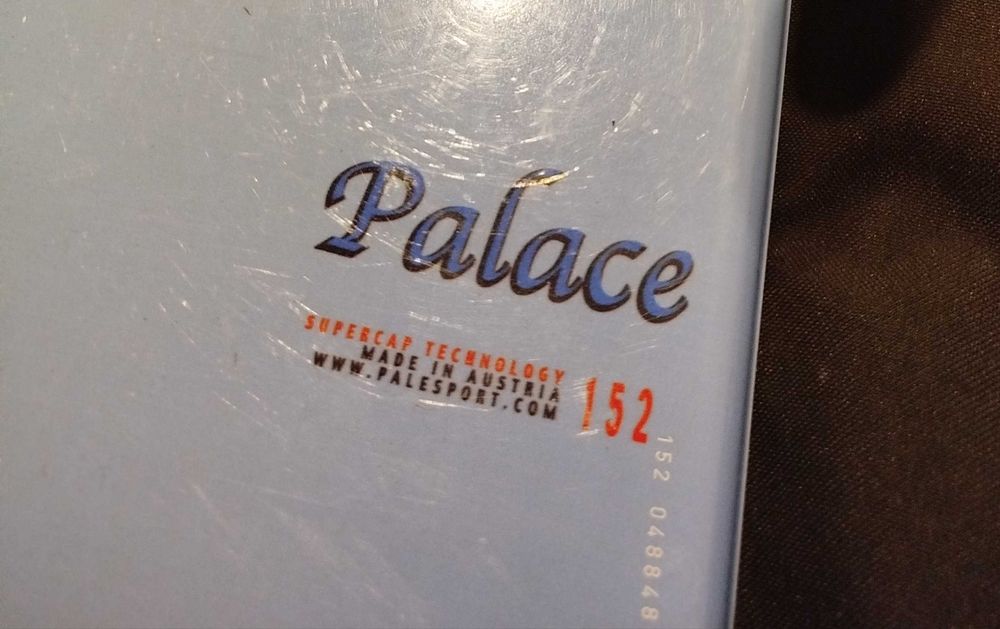 Palace
SUPERCAP TECHNOLOGY
MADE IN AUSTRIA
WWW.PALESPORT.COM
152
152 048848